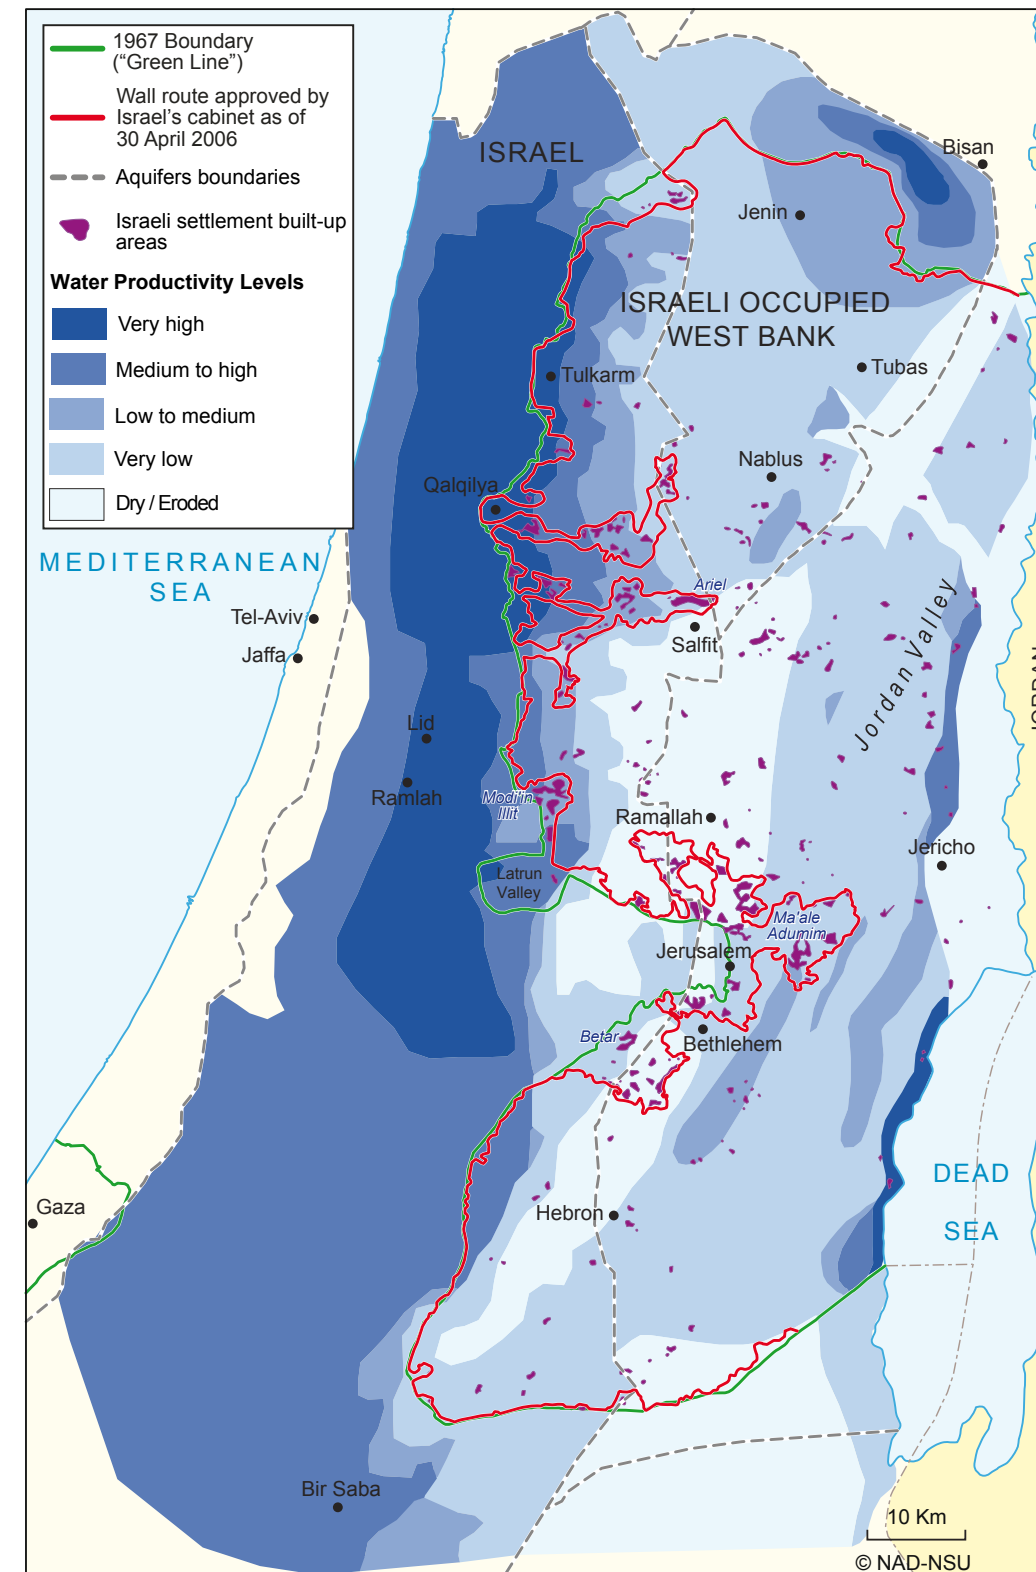 1967 Boundary
(“Green Line”)
Wall route approved by
Israel’s cabinet as of
30 April 2006
Aquifers boundaries
Israeli settlement built-up
areas
Water Productivity Levels
Very high
Medium to high
Low to medium
Very low
Dry / Eroded
ISRAEL
Bisan
Jenin
ISRAELI OCCUPIED
WEST BANK
Tulkarm
Tubas
Nablus
Qalqilya
MEDITERRANEAN
SEA
Ariel
Tel-Aviv
Salfit
Jaffa
Jordan Valley
JORDAN
Lid
Ramlah
Modi'in
Illit
Ramallah
Jericho
Latrun
Valley
Ma'ale
Adumim
Jerusalem
Betar
Bethlehem
DEAD
SEA
Gaza
Hebron
Bir Saba
10 Km
© NAD-NSU